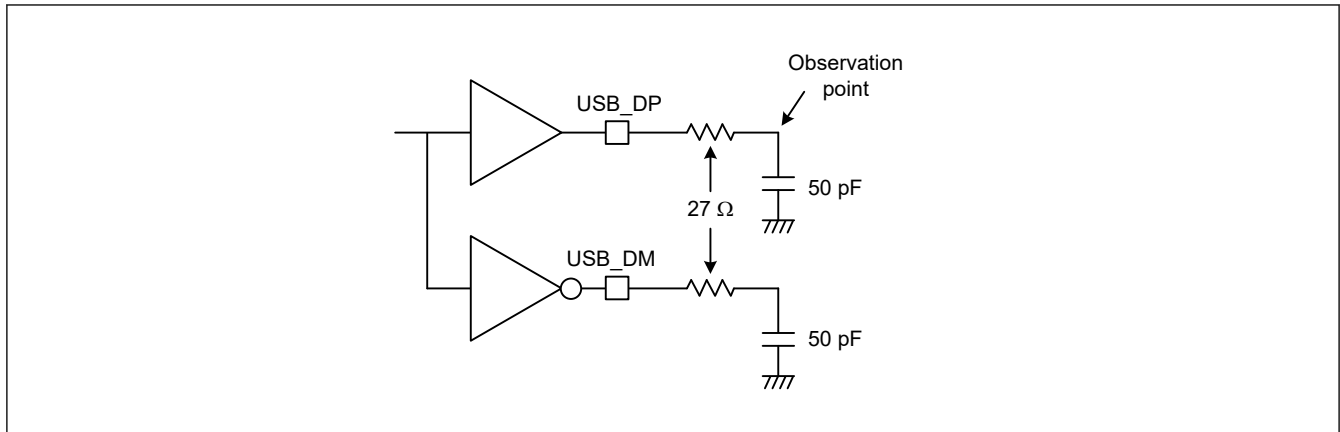 Observation
point
USB_DP
50 pF
27 Ω
USB_DM
50 pF